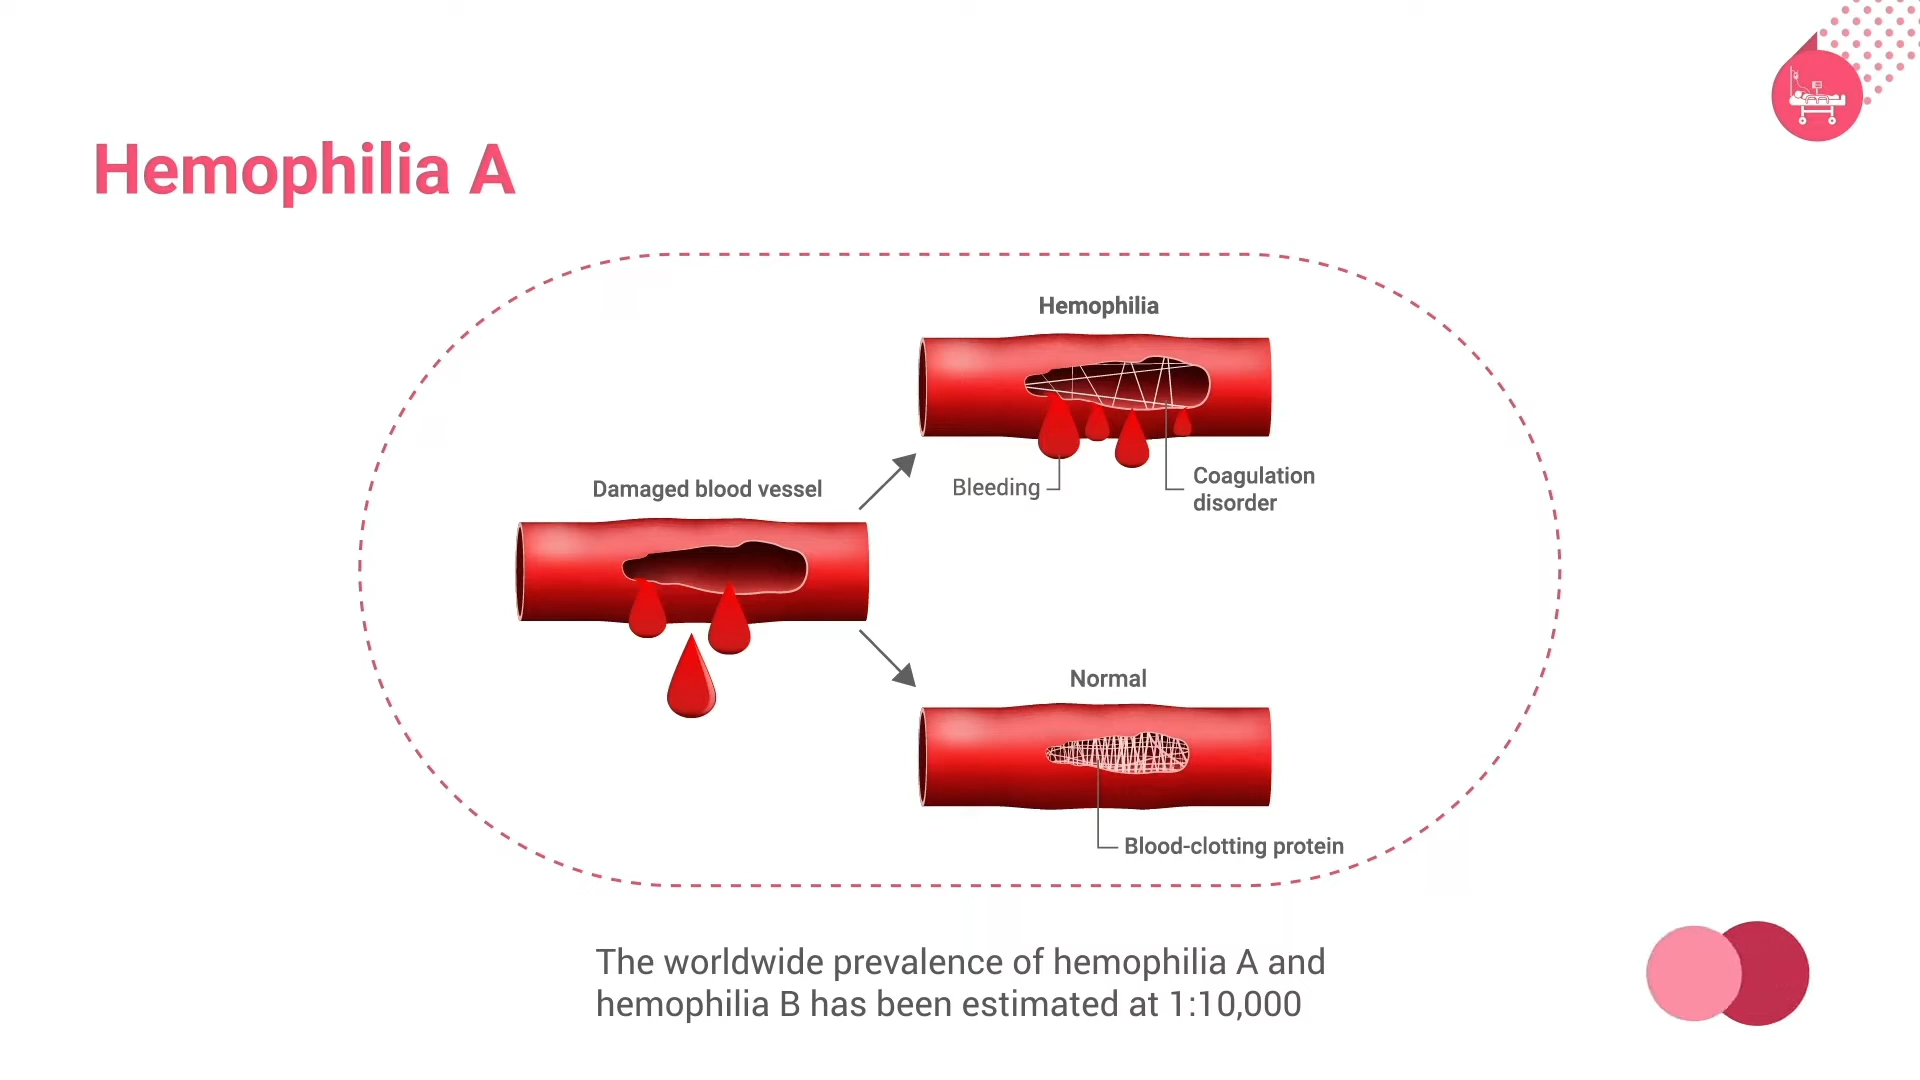 Hemophilia A
Hemophilia
Bleeding
Coagulation
disorder
Damaged blood vessel
Normal
Blood-clotting protein
The worldwide prevalence of hemophilia A and
hemophilia B has been estimated at 1:10,000